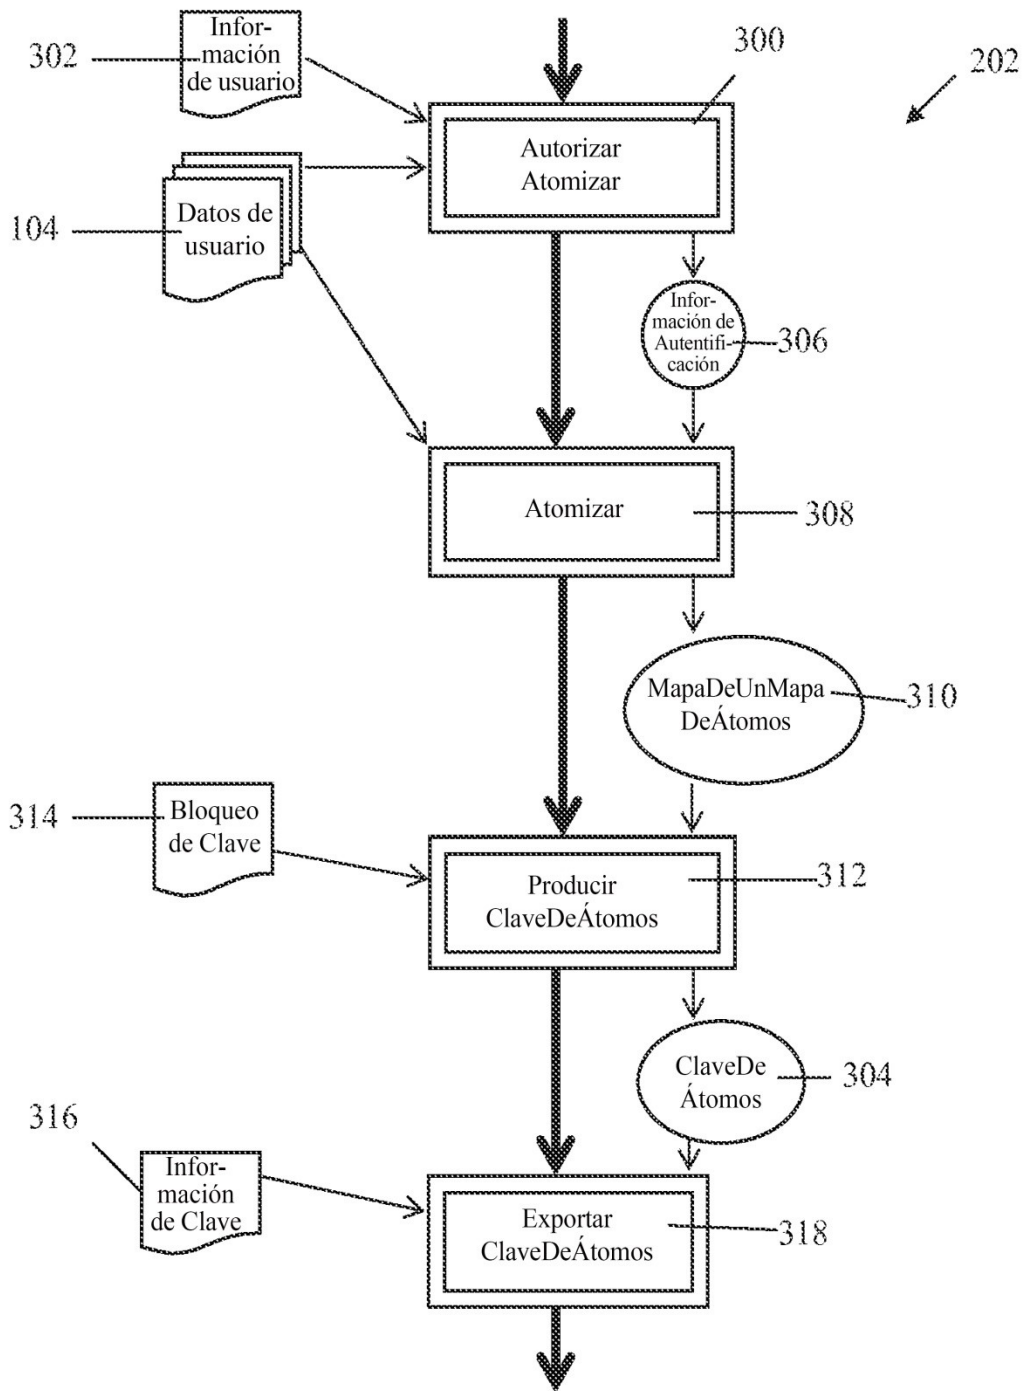 302
Infor-
mación
de usuario
300
202
Autorizar
Atomizar
104
Datos de
usuario
Infor-
mación de
Autentifi-
cación
306
Atomizar
308
MapaDeUnMapa
DeÁtomos
310
314
Bloqueo
de Clave
Producir
ClaveDeÁtomos
312
ClaveDe
Átomos
304
316
Infor-
mación
de Clave
Exportar
ClaveDeÁtomos
318